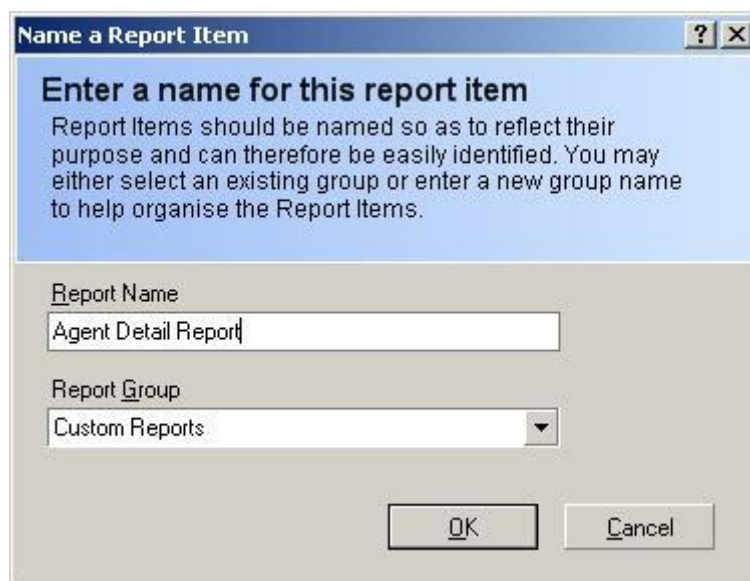 Name a Report Item
Enter a name for this report item
Report Items should be named so as to reflect their
purpose and can therefore be easily identified. You may
either select an existing group or enter a new group name
to help organise the Report Items.
Report Name
Agent Detail Report
Report Group
Custom Reports
OK
Cancel